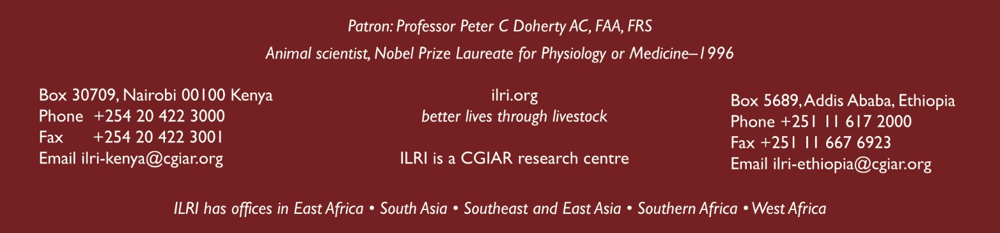 Patron: Professor Peter C Doherty AC, FAA, FRS
Animal scientist, Nobel Prize Laureate for Physiology or Medicine–1996
Box 30709, Nairobi 00100 Kenya
Phone +254 20 422 3000
Fax +254 20 422 3001
Email ilri-kenya@cgiar.org
ilri.org
better lives through livestock
ILRI is a CGIAR research centre
Box 5689, Addis Ababa, Ethiopia
Phone +251 11 617 2000
Fax +251 11 667 6923
Email ilri-ethiopia@cgiar.org
ILRI has offices in East Africa • South Asia • Southeast and East Asia • Southern Africa • West Africa